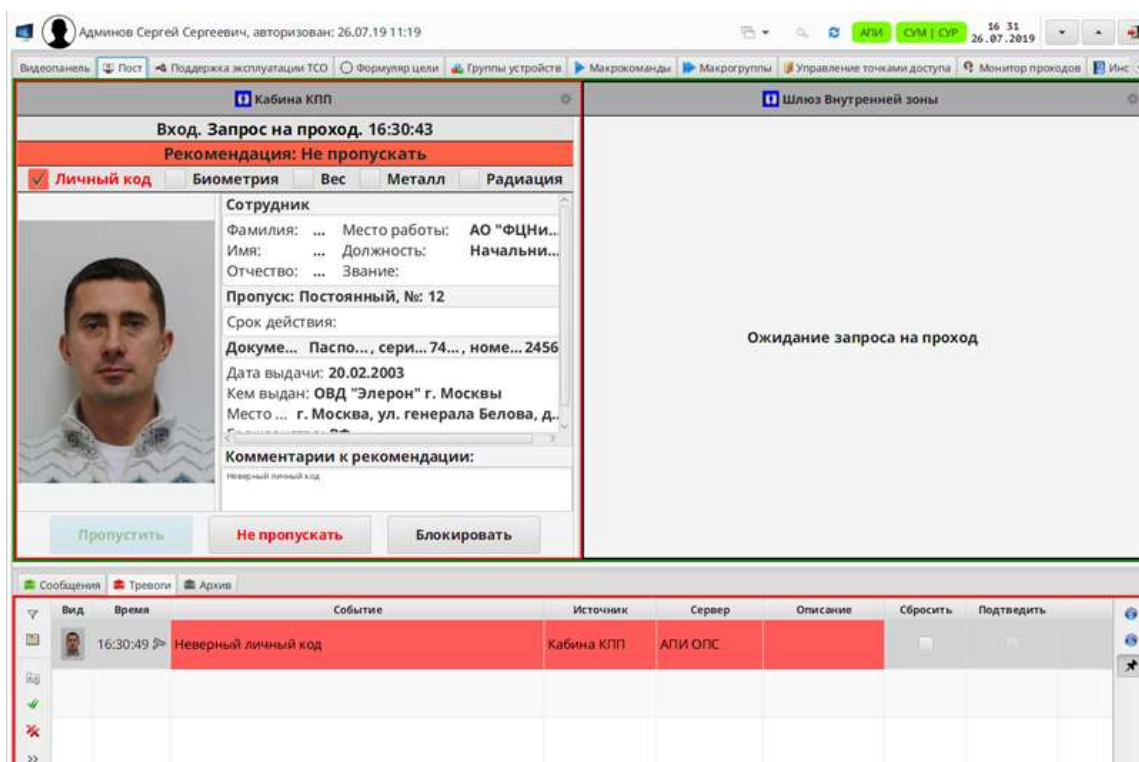 Админов Сергей Сергеевич, авторизован: 26.07.19 11:19
АПИ СУМ | СУР 16 31
26.07.2019
Видеопанель Пост Поддержка эксплуатации ТСО Формуляр цели Группы устройств Макрокоманды Макрогруппы Управление точками доступа Монитор проходов Инс
Кабина КПП
Вход. Запрос на проход. 16:30:43
Рекомендация: Не пропускать
Личный код Биометрия Вес Металл Радиация
Сотрудник
Фамилия: ... Место работы: АО "ФЦНи...
Имя: ... Должность: Начальни...
Отчество: ... Звание:
Пропуск: Постоянный, №: 12
Срок действия:
Докуме... Паспо..., сери... 74..., номе... 2456
Дата выдачи: 20.02.2003
Кем выдан: ОВД "Элерон" г. Москвы
Место ... г. Москва, ул. генерала Белова, д..
Комментарии к рекомендации:
Неверный личный код
Пропустить Не пропускать Блокировать
Шлюз Внутренней зоны
Ожидание запроса на проход
Сообщения Тревоги Архив
Вид Время Событие Источник Сервер Описание Сбросить Подтвердить
16:30:49 Неверный личный код Кабина КПП АПИ ОПС